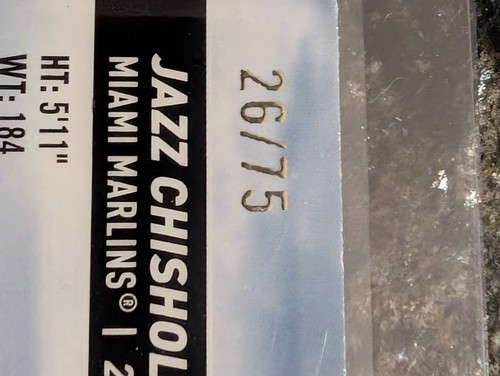 26/75
JAZZ CHISHOL
MIAMI MARLINS® | 2
HT: 5'11"
WT: 184